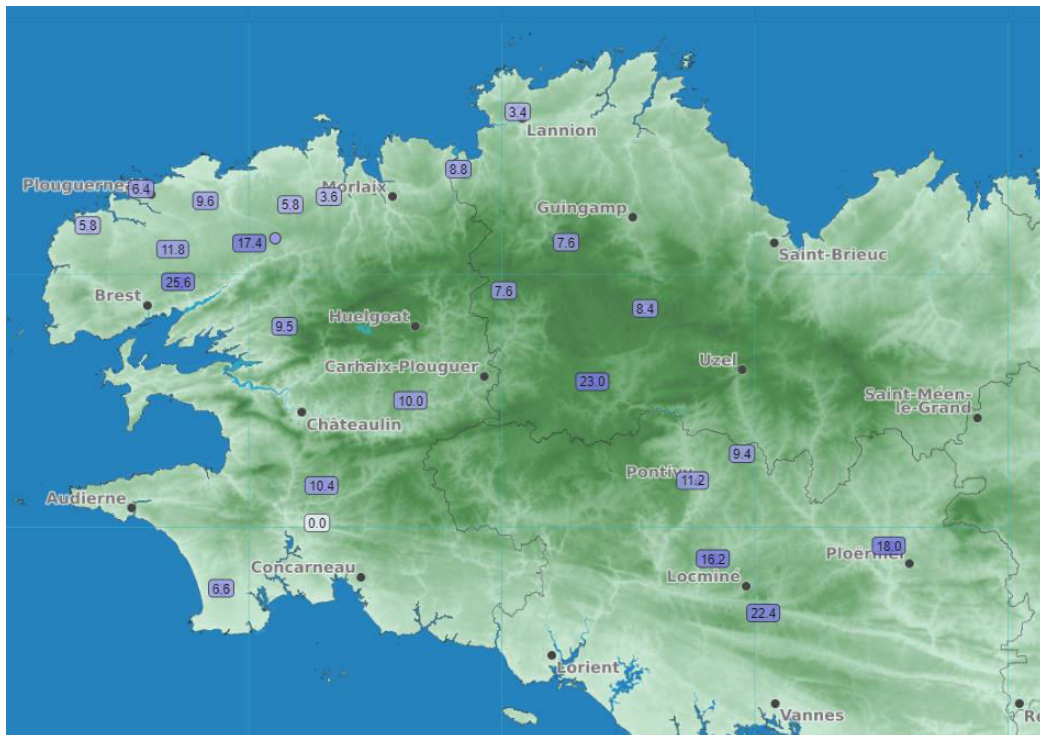 3.4
Lannion
8.8
Plouguerne
6.4
Morlaix
3.6
9.6
5.8
Guingamp
5.8
17.4
7.6
11.8
Saint-Brieuc
25.6
7.6
Brest
8.4
Huelgoat
9.5
Uzel
Carhaix-Plouguer
23.0
Saint-Méen-
le-Grand
10.0
Châteaulin
9.4
Pontivy
11.2
10.4
Audierne
0.0
18.0
Ploërmel
16.2
Concarneau
Locminé
6.6
22.4
Lorient
Vannes
Re